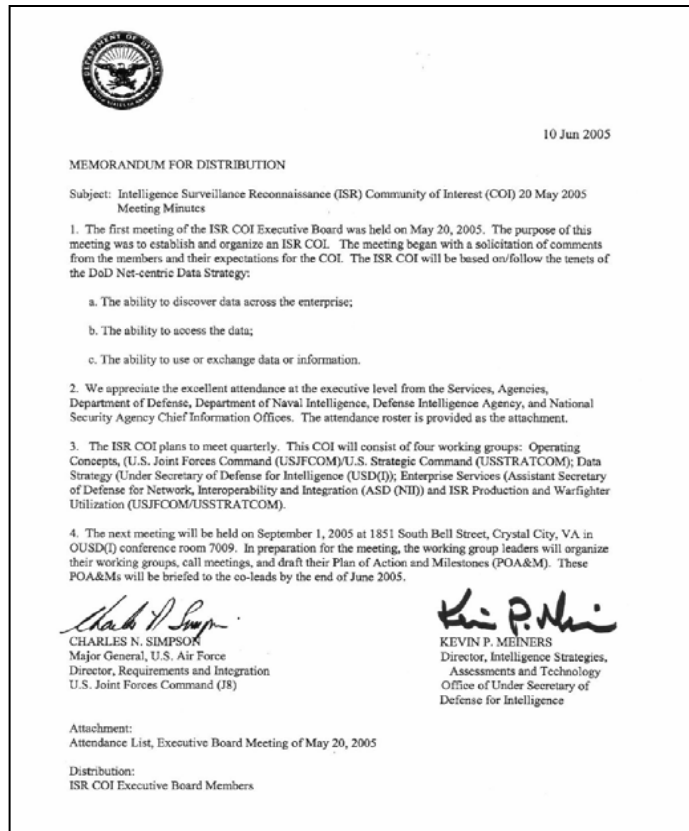 DEPARTMENT OF DEFENSE
UNITED STATES OF AMERICA
10 Jun 2005
MEMORANDUM FOR DISTRIBUTION
Subject: Intelligence Surveillance Reconnaissance (ISR) Community of Interest (COI) 20 May 2005
Meeting Minutes
1. The first meeting of the ISR COI Executive Board was held on May 20, 2005. The purpose of this
meeting was to establish and organize an ISR COI. The meeting began with a solicitation of comments
from the members and their expectations for the COI. The ISR COI will be based on/follow the tenets of
the DoD Net-centric Data Strategy:
a. The ability to discover data across the enterprise;
b. The ability to access the data;
c. The ability to use or exchange data or information.
2. We appreciate the excellent attendance at the executive level from the Services, Agencies,
Department of Defense, Department of Naval Intelligence, Defense Intelligence Agency, and National
Security Agency Chief Information Offices. The attendance roster is provided as the attachment.
3. The ISR COI plans to meet quarterly. This COI will consist of four working groups: Operating
Concepts, (U.S. Joint Forces Command (USJFCOM)/U.S. Strategic Command (USSTRATCOM); Data
Strategy (Under Secretary of Defense for Intelligence (USD(I)); Enterprise Services (Assistant Secretary
of Defense for Network, Interoperability and Integration (ASD (NII)) and ISR Production and Warfighter
Utilization (USJFCOM/USSTRATCOM).
4. The next meeting will be held on September 1, 2005 at 1851 South Bell Street, Crystal City, VA in
OUSD(I) conference room 7009. In preparation for the meeting, the working group leaders will organize
their working groups, call meetings, and draft their Plan of Action and Milestones (POA&M). These
POA&Ms will be briefed to the co-leads by the end of June 2005.
CHARLES N. SIMPSON
Major General, U.S. Air Force
Director, Requirements and Integration
U.S. Joint Forces Command (J8)
KEVIN P. MEINERS
Director, Intelligence Strategies,
Assessments and Technology
Office of Under Secretary of
Defense for Intelligence
Attachment:
Attendance List, Executive Board Meeting of May 20, 2005
Distribution:
ISR COI Executive Board Members